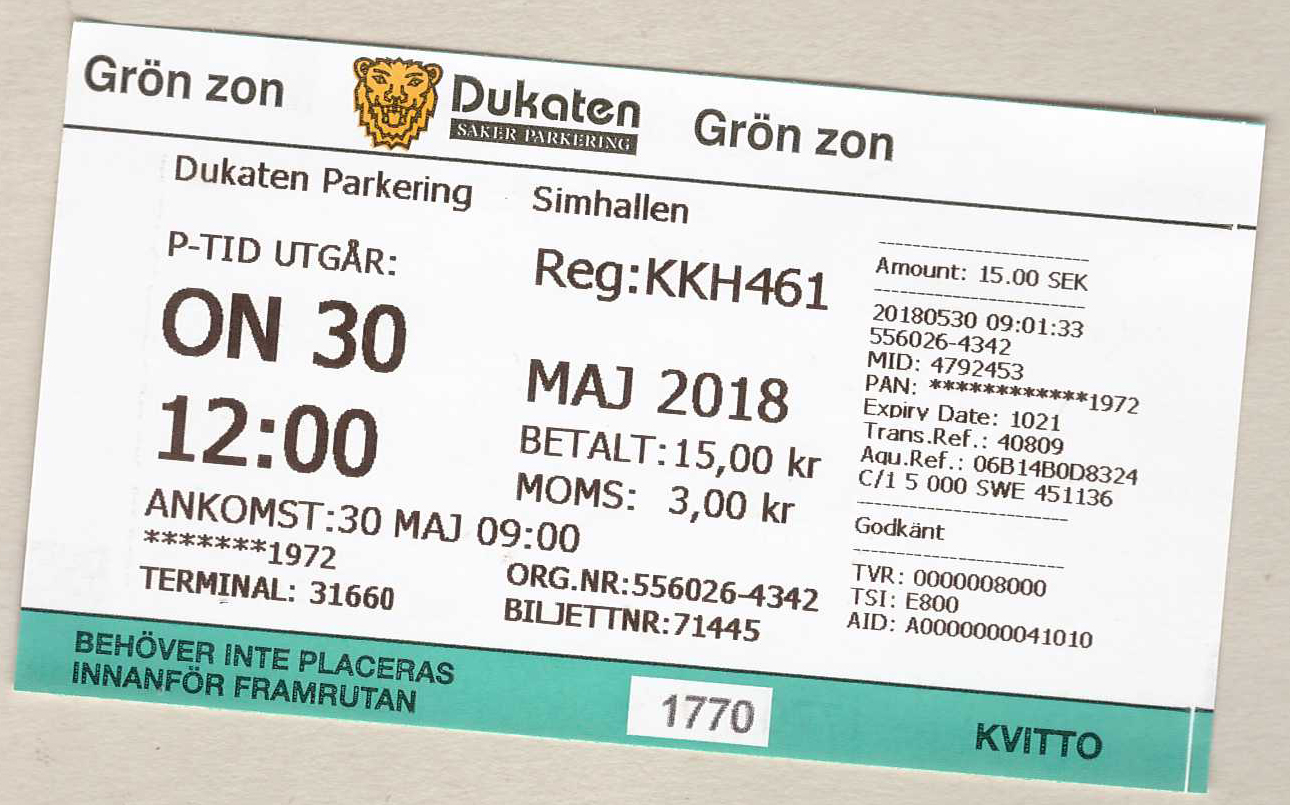 Grön zon
Dukaten
SÄKER PARKERING
Grön zon
Dukaten Parkering
Simhallen
P-TID UTGÅR:
Reg:KKH461
ON 30
MAJ 2018
12:00
BETALT:15,00 kr
MOMS: 3,00 kr
ANKOMST:30 MAJ 09:00
*******1972
TERMINAL: 31660
ORG.NR:556026-4342
BILJETTNR:71445
--------------------
Amount: 15.00 SEK
--------------------
20180530 09:01:33
556026-4342
MID: 4792453
PAN: ************1972
Expiry Date: 1021
Trans.Ref.: 40809
Aqu.Ref.: 06B14B0D8324
C/1 5 000 SWE 451136
--------------------
Godkänt
--------------------
TVR: 0000008000
TSI: E800
AID: A0000000041010
BEHÖVER INTE PLACERAS
INNANFÖR FRAMRUTAN
1770
KVITTO